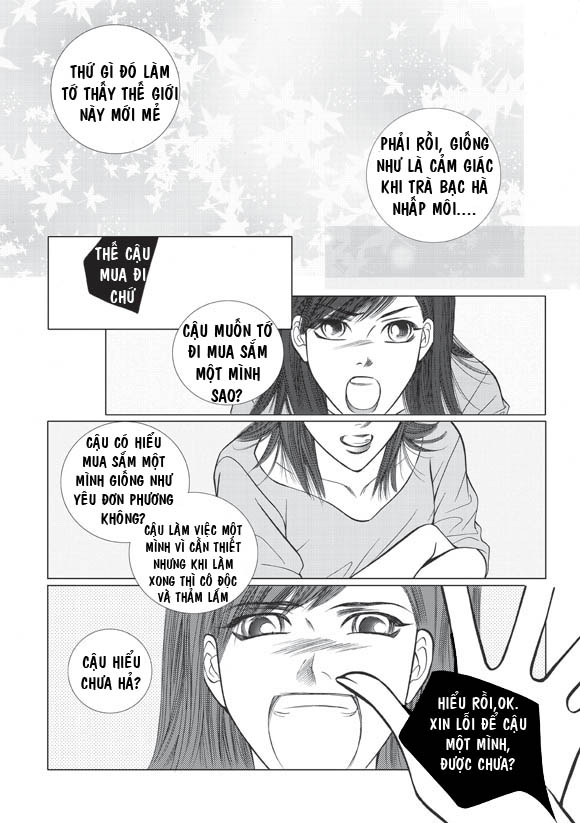 THỨ GÌ ĐÓ LÀM
TỚ THẤY THẾ GIỚI
NÀY MỚI MẺ
PHẢI RỒI, GIỐNG
NHƯ LÀ CẢM GIÁC
KHI TRÀ BẠC HÀ
NHẤP MÔI....
THẾ CẬU
MUA ĐI
CHỨ
CẬU MUỐN TỚ
ĐI MUA SẮM
MỘT MÌNH
SAO?
CẬU CÓ HIỂU
MUA SẮM MỘT
MÌNH GIỐNG NHƯ
YÊU ĐƠN PHƯƠNG
KHÔNG?
CẬU LÀM VIỆC MỘT
MÌNH VÌ CẦN THIẾT
NHƯNG KHI LÀM
XONG THÌ CÔ ĐỘC
VÀ THẢM LẮM
CẬU HIỂU
CHƯA HẢ?
HIỂU RỒI,OK.
XIN LỖI ĐỂ CẬU
MỘT MÌNH,
ĐƯỢC CHƯA?